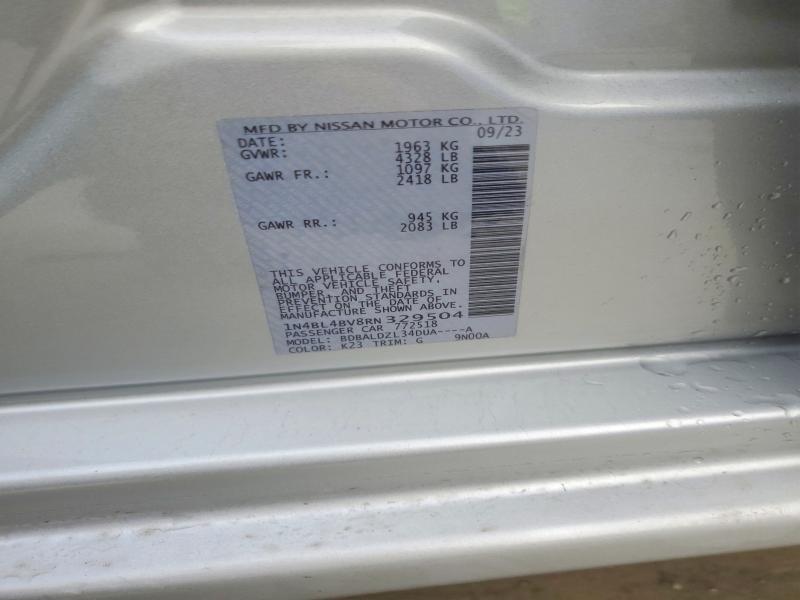 MFD BY NISSAN MOTOR CO., LTD.
DATE: 09/23
GVWR: 1963 KG
4328 LB
GAWR FR.: 1097 KG
2418 LB
GAWR RR.: 945 KG
2083 LB
THIS VEHICLE CONFORMS TO
ALL APPLICABLE FEDERAL
MOTOR VEHICLE SAFETY,
BUMPER, AND THEFT
PREVENTION STANDARDS IN
EFFECT ON THE DATE OF
MANUFACTURE SHOWN ABOVE.
1N4BL4BV8RN329504
PASSENGER CAR 772518
MODEL: BDBALDZL34DUA----A
COLOR: K23 TRIM: G 9N00A